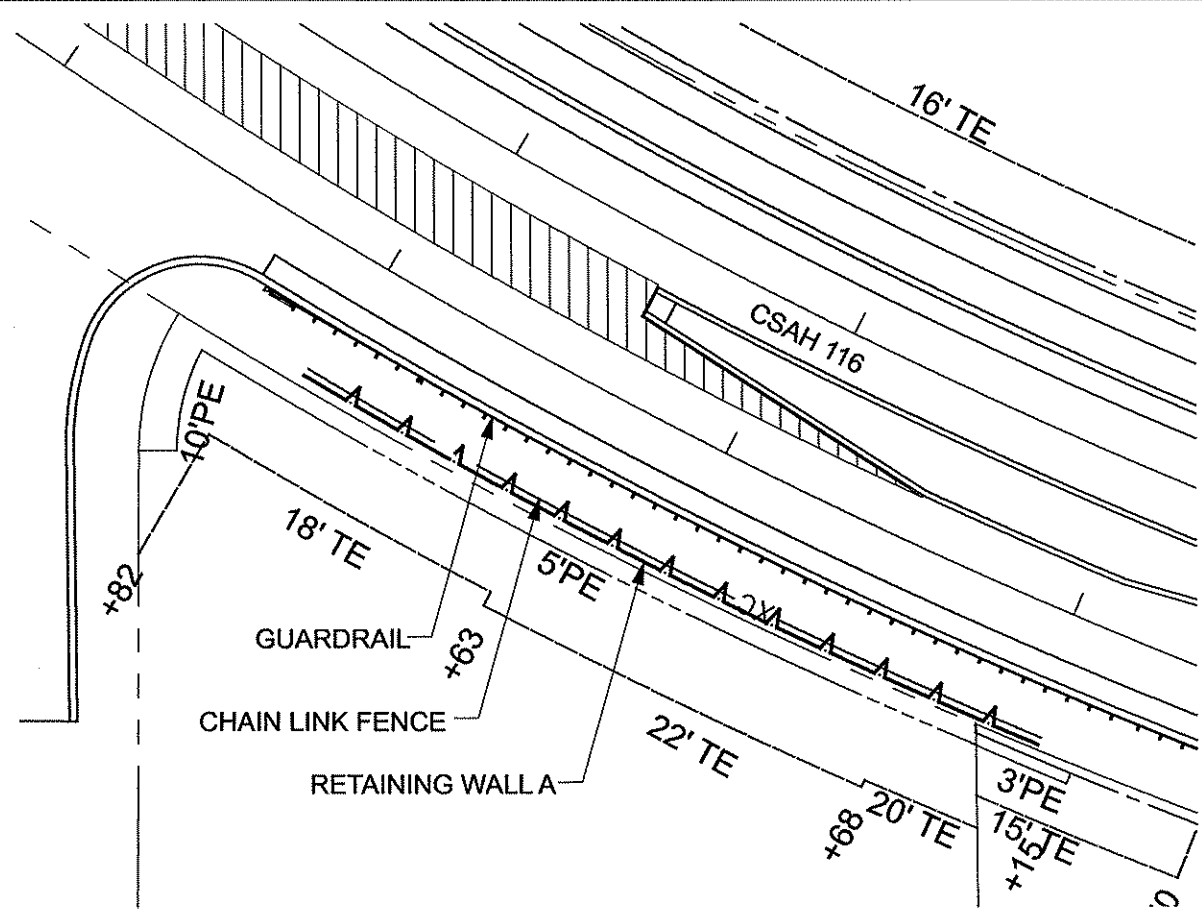 16' TE
CSAH 116
10'PE
18' TE
5'PE
+82
GUARDRAIL
+63
CHAIN LINK FENCE
22' TE
RETAINING WALL A
3'PE
20' TE
15' TE
+68
+15